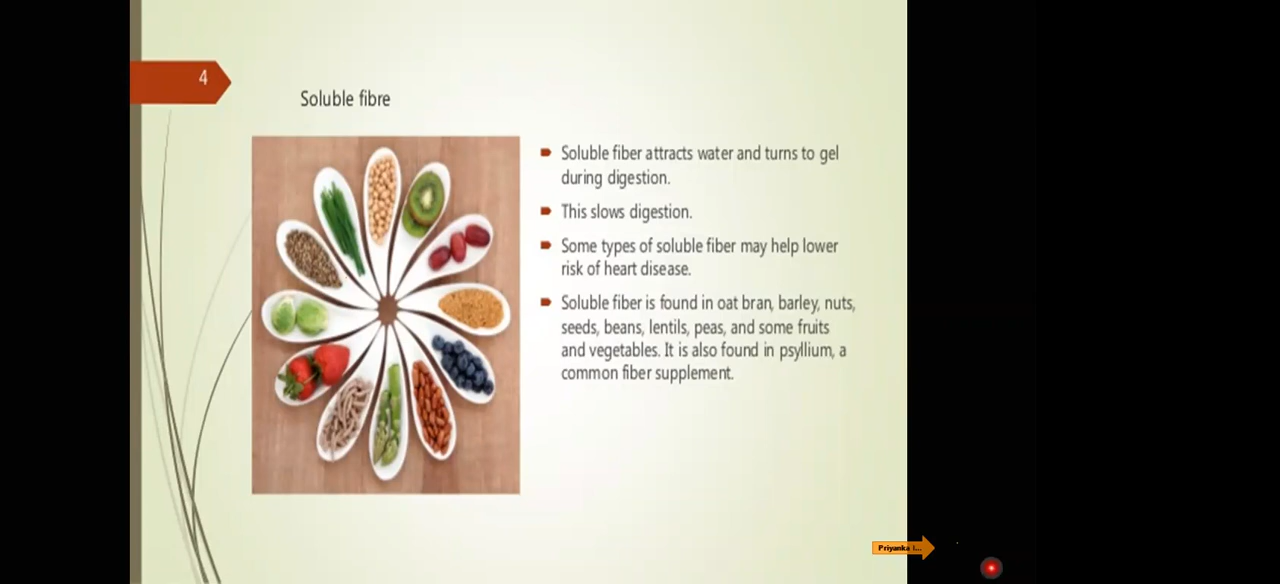 4
Soluble fibre
Soluble fiber attracts water and turns to gel
during digestion.
This slows digestion.
Some types of soluble fiber may help lower
risk of heart disease.
Soluble fiber is found in oat bran, barley, nuts,
seeds, beans, lentils, peas, and some fruits
and vegetables. It is also found in psyllium, a
common fiber supplement.
Priyanka i...